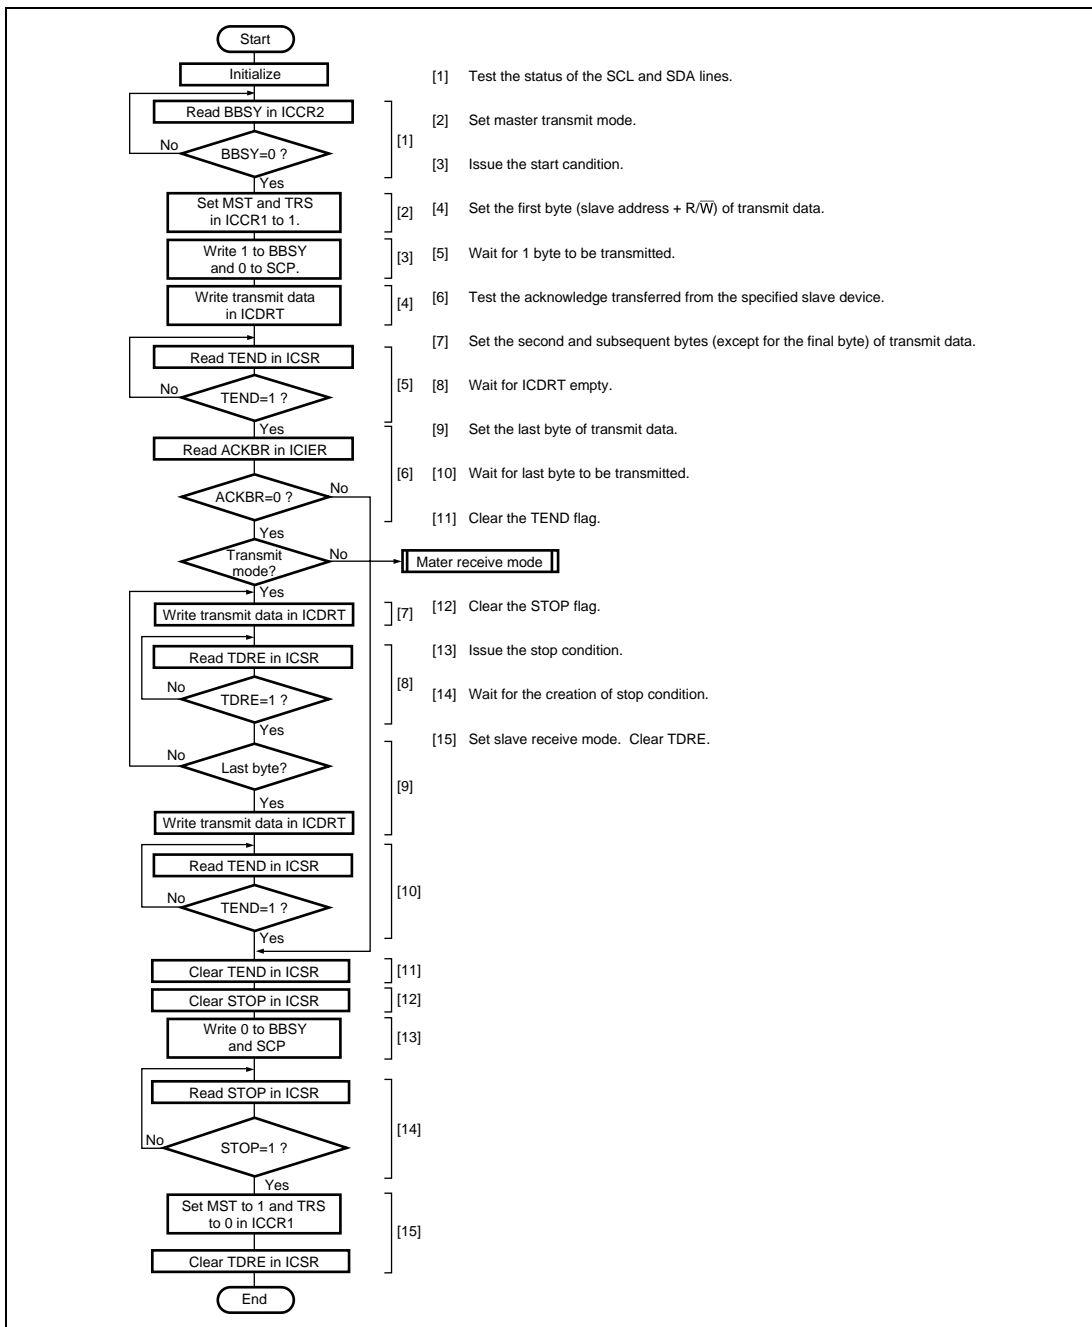 Start
Initialize
Read BBSY in ICCR2
BBSY=0 ?
No
Yes
[1]
Set MST and TRS
in ICCR1 to 1.
[2]
Write 1 to BBSY
and 0 to SCP.
[3]
Write transmit data
in ICDRT
[4]
Read TEND in ICSR
TEND=1 ?
No
Yes
[5]
Read ACKBR in ICIER
ACKBR=0 ?
No
Yes
[6]
Transmit
mode?
No
Mater receive mode
Yes
Write transmit data in ICDRT
[7]
Read TDRE in ICSR
TDRE=1 ?
No
Yes
[8]
Last byte?
No
Yes
Write transmit data in ICDRT
[9]
Read TEND in ICSR
TEND=1 ?
No
Yes
[10]
Clear TEND in ICSR
[11]
Clear STOP in ICSR
[12]
Write 0 to BBSY
and SCP
[13]
Read STOP in ICSR
STOP=1 ?
No
Yes
[14]
Set MST to 1 and TRS
to 0 in ICCR1
Clear TDRE in ICSR
[15]
End
[1] Test the status of the SCL and SDA lines.
[2] Set master transmit mode.
[3] Issue the start candition.
[4] Set the first byte (slave address + R/W̅) of transmit data.
[5] Wait for 1 byte to be transmitted.
[6] Test the acknowledge transferred from the specified slave device.
[7] Set the second and subsequent bytes (except for the final byte) of transmit data.
[8] Wait for ICDRT empty.
[9] Set the last byte of transmit data.
[10] Wait for last byte to be transmitted.
[11] Clear the TEND flag.
[12] Clear the STOP flag.
[13] Issue the stop condition.
[14] Wait for the creation of stop condition.
[15] Set slave receive mode. Clear TDRE.